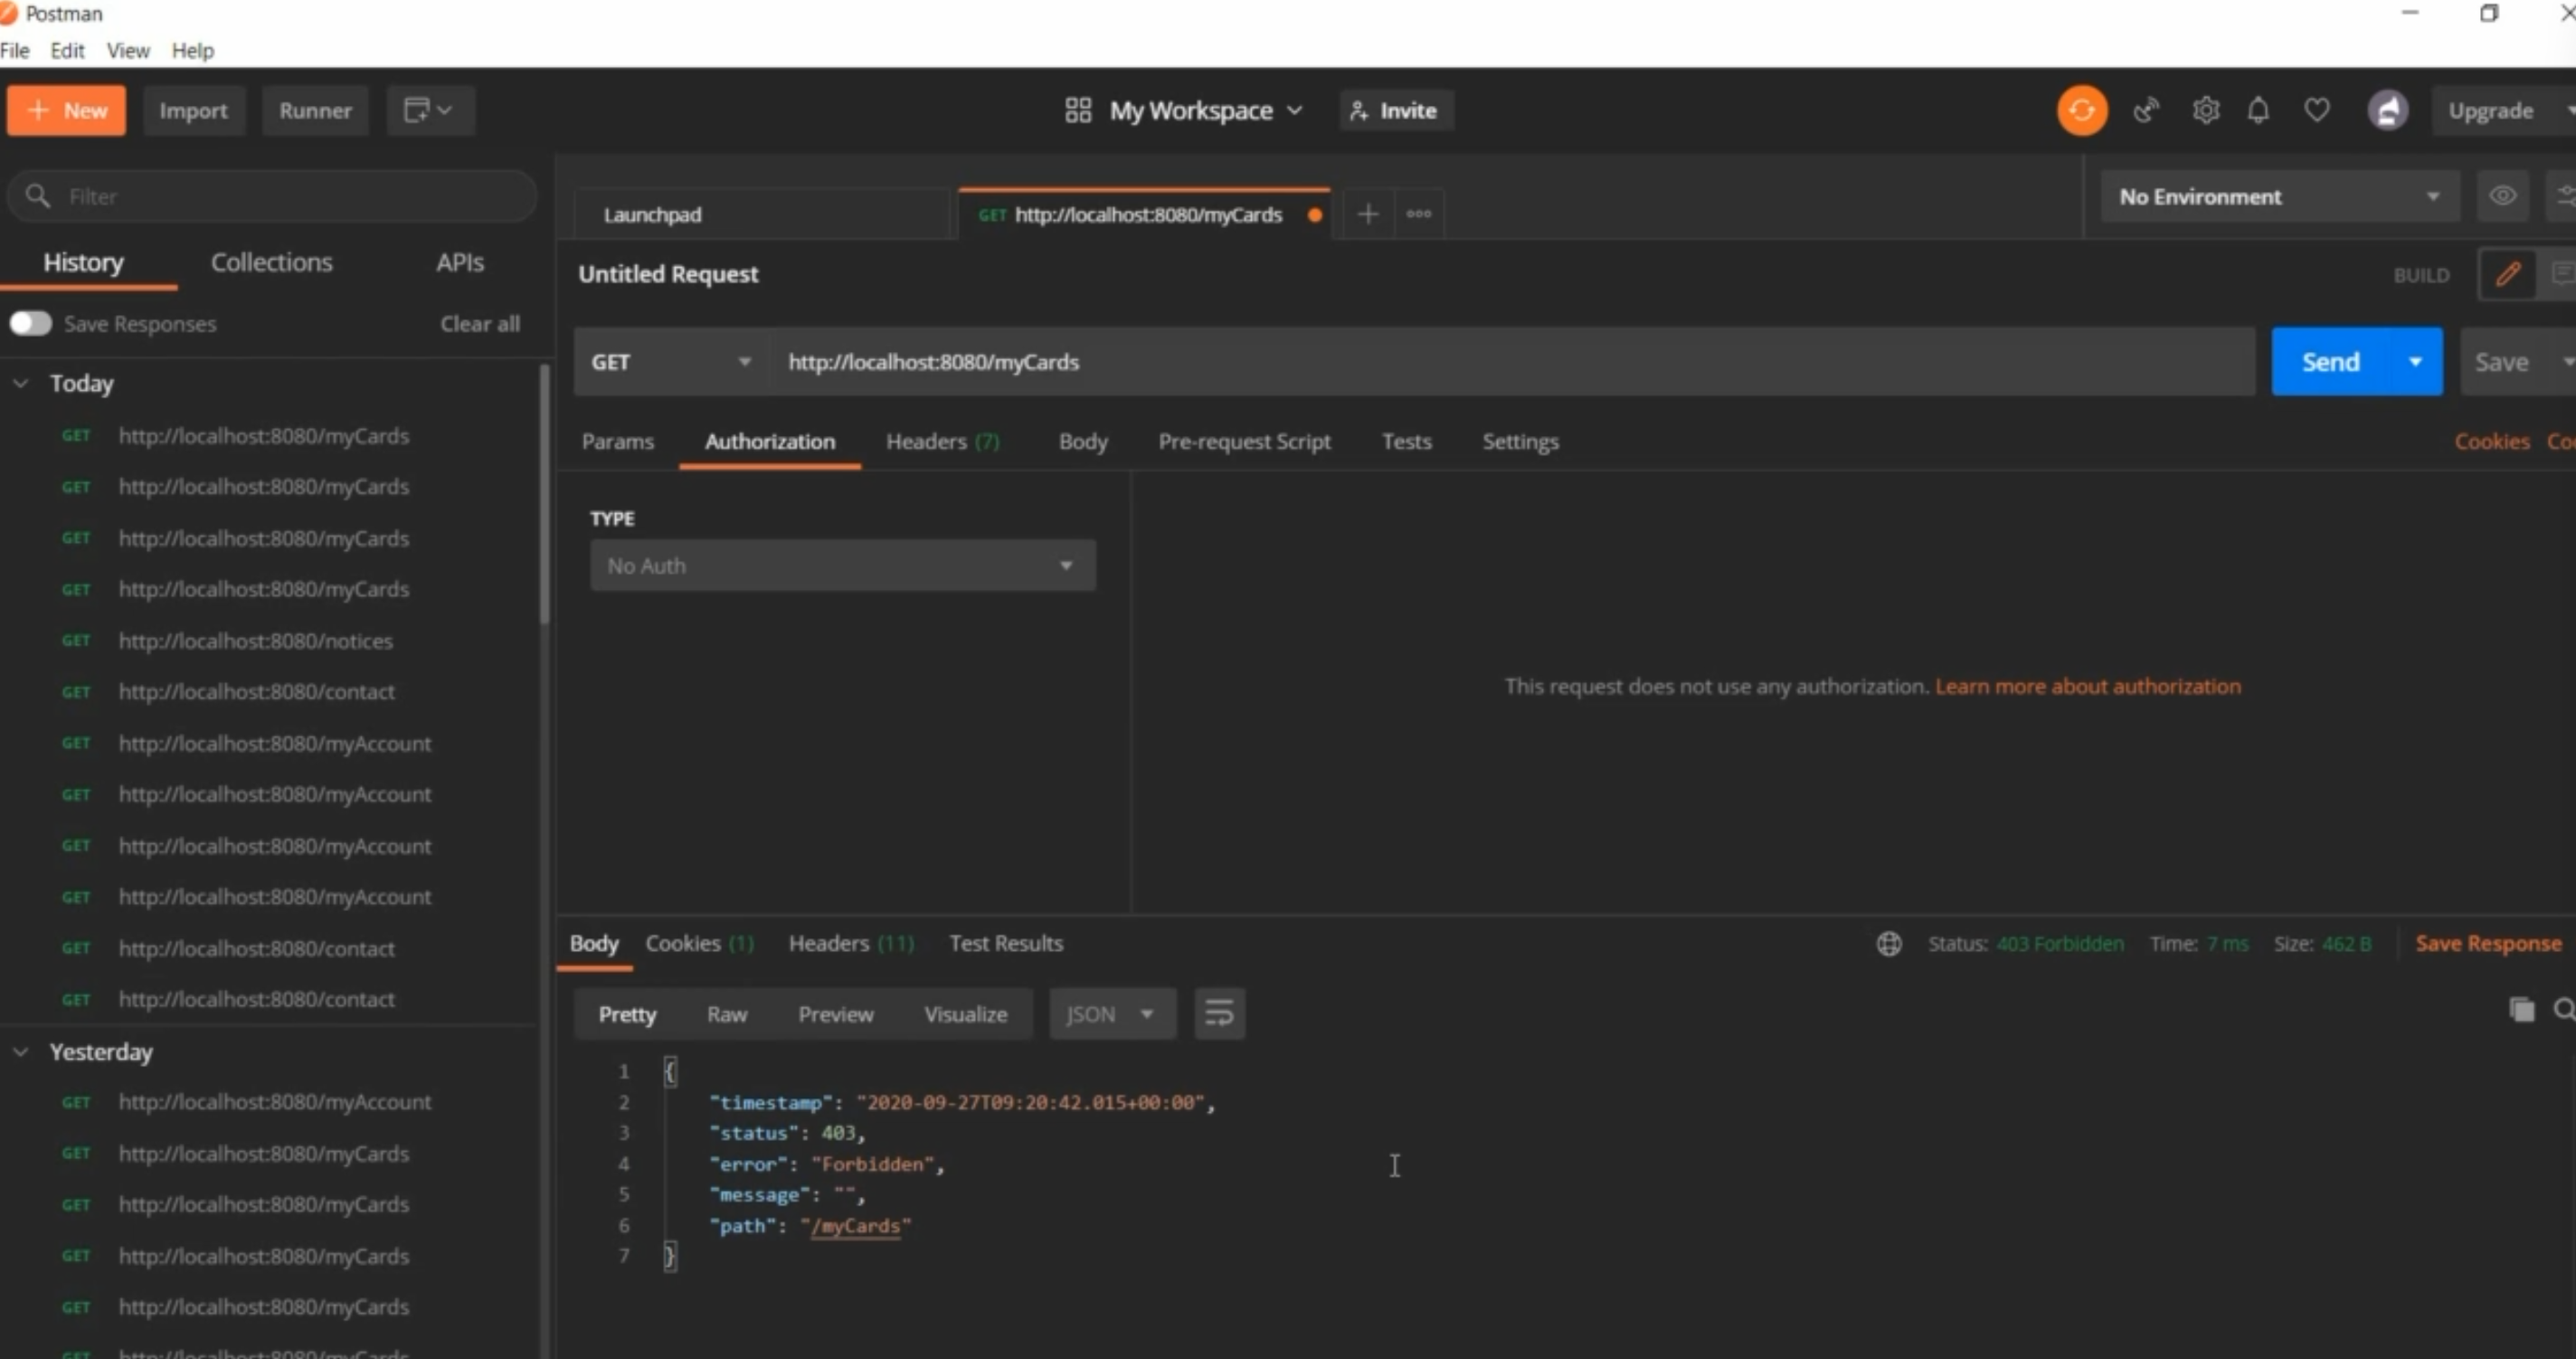 Postman
File Edit View Help
New Import Runner
My Workspace Invite Upgrade
Filter
History Collections APIs
Save Responses Clear all
Today
GET http://localhost:8080/myCards
GET http://localhost:8080/myCards
GET http://localhost:8080/myCards
GET http://localhost:8080/myCards
GET http://localhost:8080/notices
GET http://localhost:8080/contact
GET http://localhost:8080/myAccount
GET http://localhost:8080/myAccount
GET http://localhost:8080/myAccount
GET http://localhost:8080/myAccount
GET http://localhost:8080/contact
GET http://localhost:8080/contact
Yesterday
GET http://localhost:8080/myAccount
GET http://localhost:8080/myCards
GET http://localhost:8080/myCards
GET http://localhost:8080/myCards
GET http://localhost:8080/myCards
GET http://localhost:8080/myCards
Launchpad GET http://localhost:8080/myCards No Environment
Untitled Request BUILD
GET http://localhost:8080/myCards Send Save
Params Authorization Headers (7) Body Pre-request Script Tests Settings Cookies
TYPE
No Auth
This request does not use any authorization. Learn more about authorization
Body Cookies (1) Headers (11) Test Results Status: 403 Forbidden Time: 7 ms Size: 462 B Save Response
Pretty Raw Preview Visualize JSON
1 {
2 "timestamp": "2020-09-27T09:20:42.015+00:00",
3 "status": 403,
4 "error": "Forbidden",
5 "message": "",
6 "path": "/myCards"
7 }